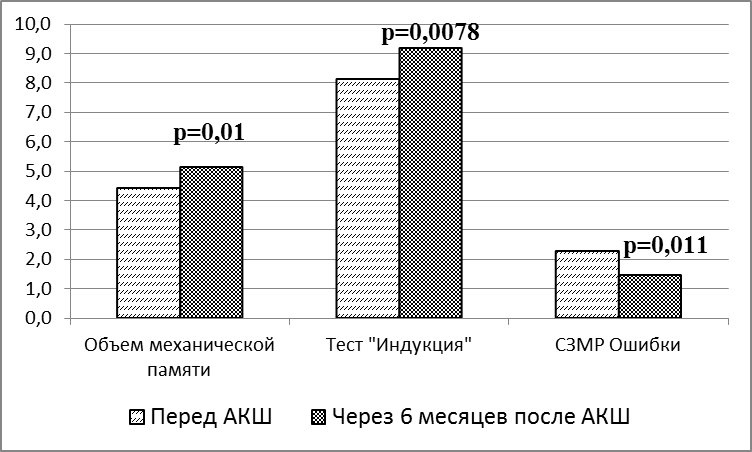 10,0
9,0
8,0
7,0
6,0
5,0
4,0
3,0
2,0
1,0
0,0
p=0,01
p=0,0078
p=0,011
Объем механической
памяти
Тест "Индукция"
СЗМР Ошибки
Перед АКШ
Через 6 месяцев после АКШ